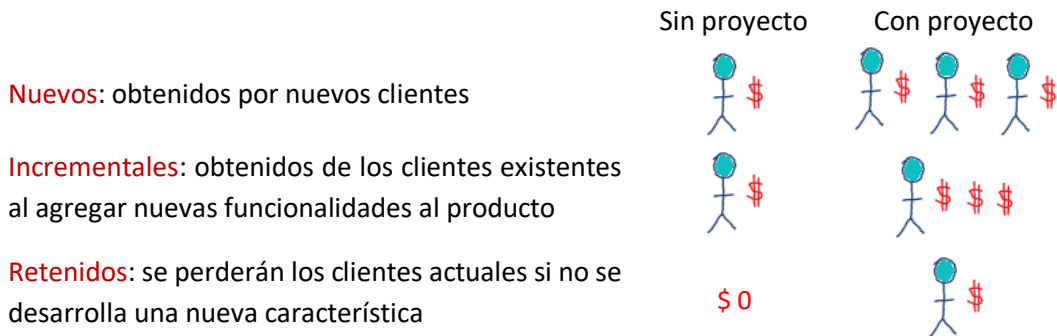 Sin proyecto Con proyecto
Nuevos: obtenidos por nuevos clientes $ $ $ $
Incrementales: obtenidos de los clientes existentes
al agregar nuevas funcionalidades al producto $ $ $ $
Retenidos: se perderán los clientes actuales si no se
desarrolla una nueva característica $ 0 $